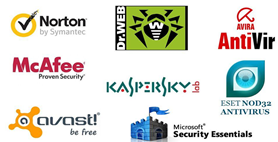 Norton
by Symantec
Dr.WEB
AVIRA
AntiVir
McAfee
Proven Security
KASPERSKY lab
ESET NOD32
ANTIVIRUS
avast!
be free
Microsoft
Security Essentials